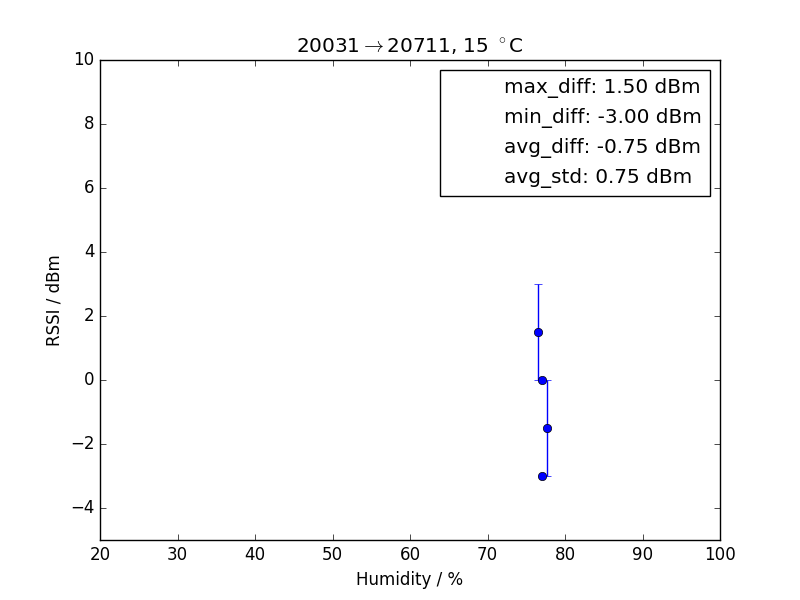 20031→20711, 15 °C
max_diff: 1.50 dBm
min_diff: -3.00 dBm
avg_diff: -0.75 dBm
avg_std: 0.75 dBm
RSSI / dBm
10
8
6
4
2
0
−2
−4
20 30 40 50 60 70 80 90 100
Humidity / %